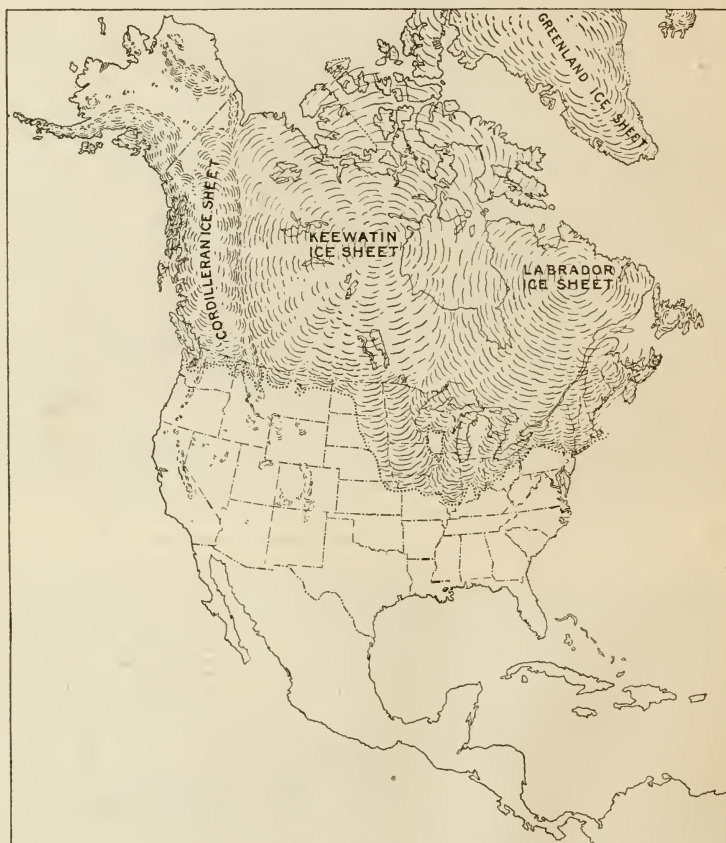 GREENLAND ICE SHEET
CORDILLERAN ICE SHEET
KEEWATIN
ICE SHEET
LABRADOR
ICE SHEET